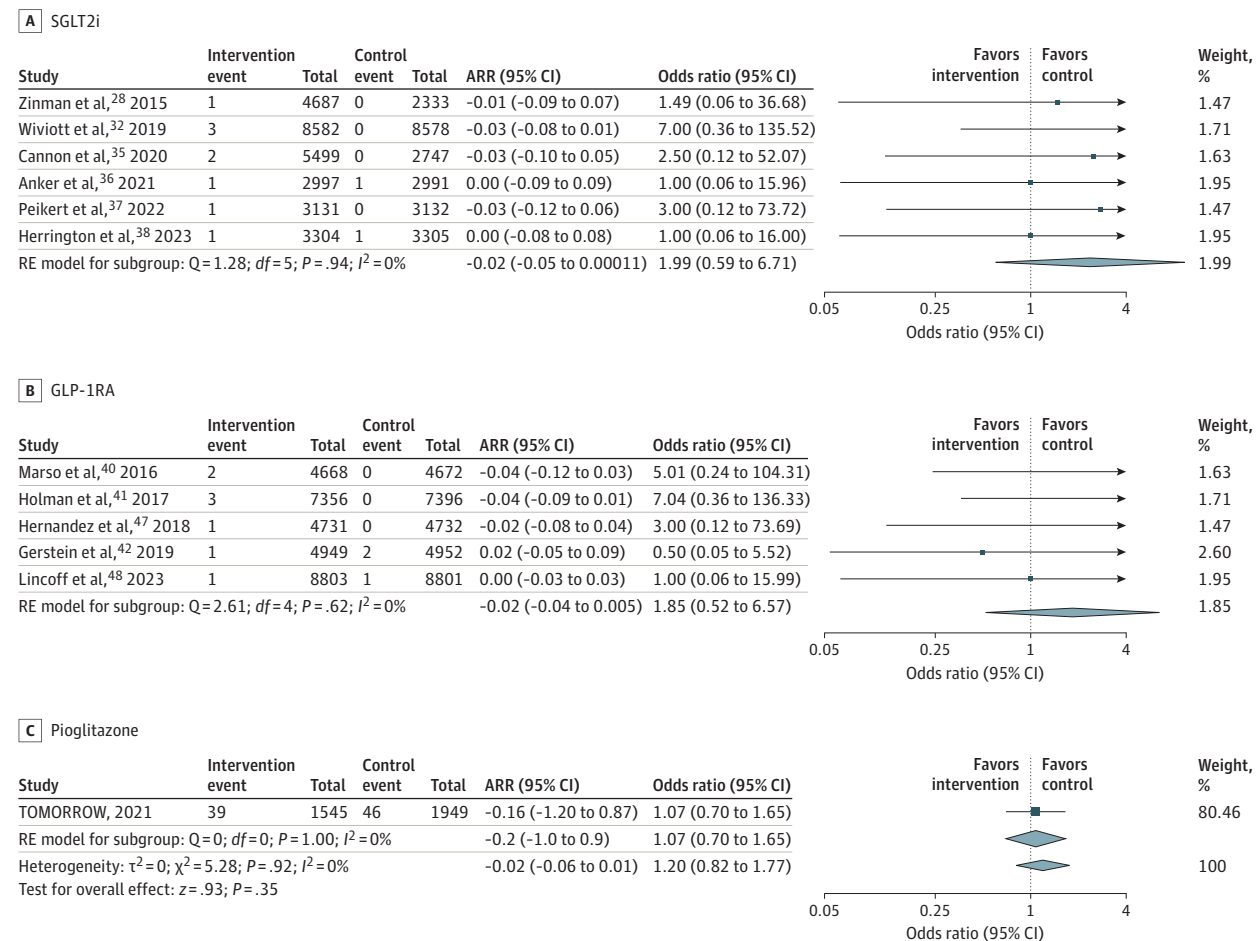 A SGLT2i
Intervention Control Favors Favors Weight,
Study event Total event Total ARR (95% CI) Odds ratio (95% CI) intervention control %
Zinman et al,28 2015 1 4687 0 2333 -0.01 (-0.09 to 0.07) 1.49 (0.06 to 36.68) 1.47
Wiviott et al,32 2019 3 8582 0 8578 -0.03 (-0.08 to 0.01) 7.00 (0.36 to 135.52) 1.71
Cannon et al,35 2020 2 5499 0 2747 -0.03 (-0.10 to 0.05) 2.50 (0.12 to 52.07) 1.63
Anker et al,36 2021 1 2997 1 2991 0.00 (-0.09 to 0.09) 1.00 (0.06 to 15.96) 1.95
Peikert et al,37 2022 1 3131 0 3132 -0.03 (-0.12 to 0.06) 3.00 (0.12 to 73.72) 1.47
Herrington et al,38 2023 1 3304 1 3305 0.00 (-0.08 to 0.08) 1.00 (0.06 to 16.00) 1.95
RE model for subgroup: Q = 1.28; df = 5; P = .94; I2 = 0% -0.02 (-0.05 to 0.00011) 1.99 (0.59 to 6.71) 1.99
0.05 0.25 1 4
Odds ratio (95% CI)
B GLP-1RA
Intervention Control Favors Favors Weight,
Study event Total event Total ARR (95% CI) Odds ratio (95% CI) intervention control %
Marso et al,40 2016 2 4668 0 4672 -0.04 (-0.12 to 0.03) 5.01 (0.24 to 104.31) 1.63
Holman et al,41 2017 3 7356 0 7396 -0.04 (-0.09 to 0.01) 7.04 (0.36 to 136.33) 1.71
Hernandez et al,47 2018 1 4731 0 4732 -0.02 (-0.08 to 0.04) 3.00 (0.12 to 73.69) 1.47
Gerstein et al,42 2019 1 4949 2 4952 0.02 (-0.05 to 0.09) 0.50 (0.05 to 5.52) 2.60
Lincoff et al,48 2023 1 8803 1 8801 0.00 (-0.03 to 0.03) 1.00 (0.06 to 15.99) 1.95
RE model for subgroup: Q = 2.61; df = 4; P = .62; I2 = 0% -0.02 (-0.04 to 0.005) 1.85 (0.52 to 6.57) 1.85
0.05 0.25 1 4
Odds ratio (95% CI)
C Pioglitazone
Intervention Control Favors Favors Weight,
Study event Total event Total ARR (95% CI) Odds ratio (95% CI) intervention control %
TOMORROW, 2021 39 1545 46 1949 -0.16 (-1.20 to 0.87) 1.07 (0.70 to 1.65) 80.46
RE model for subgroup: Q = 0; df = 0; P = 1.00; I2 = 0% -0.2 (-1.0 to 0.9) 1.07 (0.70 to 1.65)
Heterogeneity: τ2 = 0; χ2 = 5.28; P = .92; I2 = 0% -0.02 (-0.06 to 0.01) 1.20 (0.82 to 1.77) 100
Test for overall effect: z = .93; P = .35
0.05 0.25 1 4
Odds ratio (95% CI)